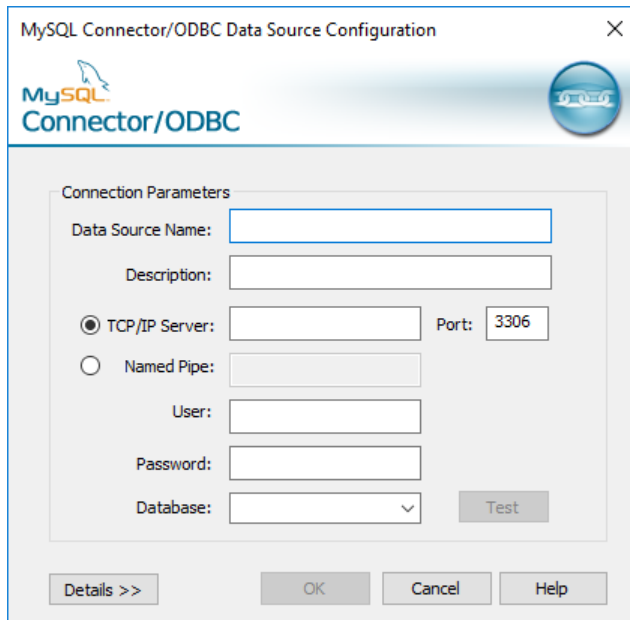 MySQL Connector/ODBC Data Source Configuration
MySQL
Connector/ODBC
Connection Parameters
Data Source Name:
Description:
TCP/IP Server:
Port: 3306
Named Pipe:
User:
Password:
Database:
Test
Details >>
OK
Cancel
Help